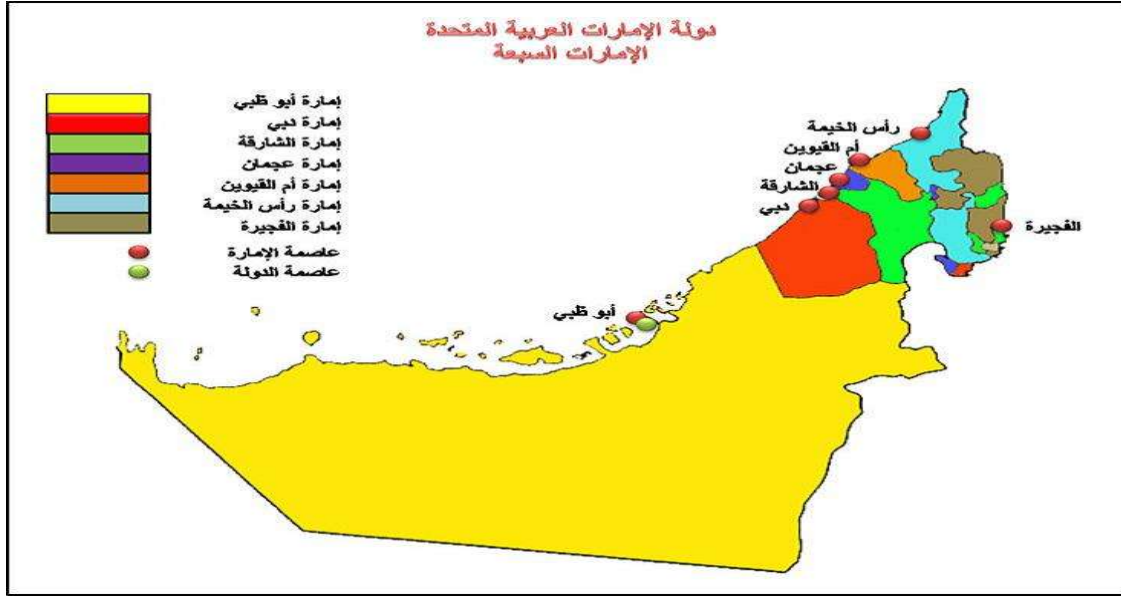 دولة الإمارات العربية المتحدة
الإمارات السبعة
إمارة أبو ظبي
إمارة دبي
إمارة الشارقة
إمارة عجمان
إمارة أم القيوين
إمارة رأس الخيمة
إمارة الفجيرة
عاصمة الإمارة
عاصمة الدولة
رأس الخيمة
أم القيوين
عجمان
الشارقة
دبي
الفجيرة
أبو ظبي